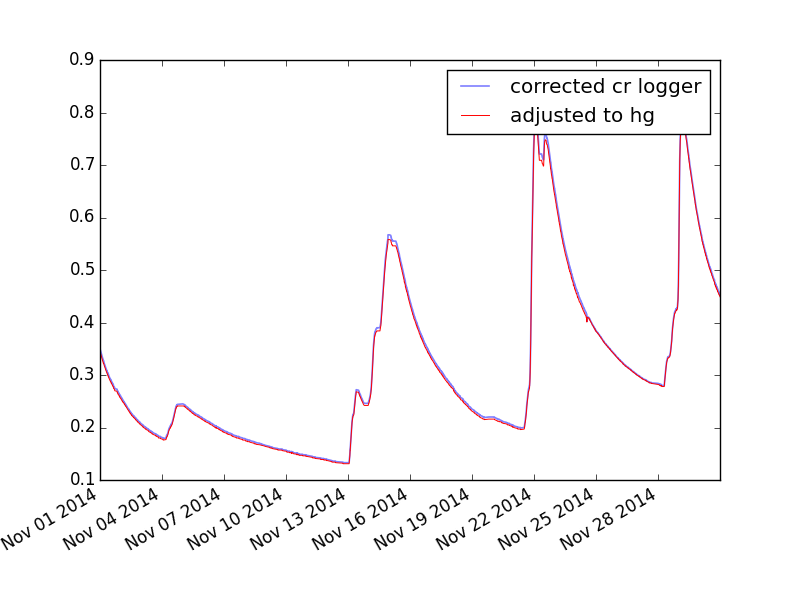 0.9
0.8
0.7
0.6
0.5
0.4
0.3
0.2
0.1
corrected cr logger
adjusted to hg
Nov 01 2014
Nov 04 2014
Nov 07 2014
Nov 10 2014
Nov 13 2014
Nov 16 2014
Nov 19 2014
Nov 22 2014
Nov 25 2014
Nov 28 2014